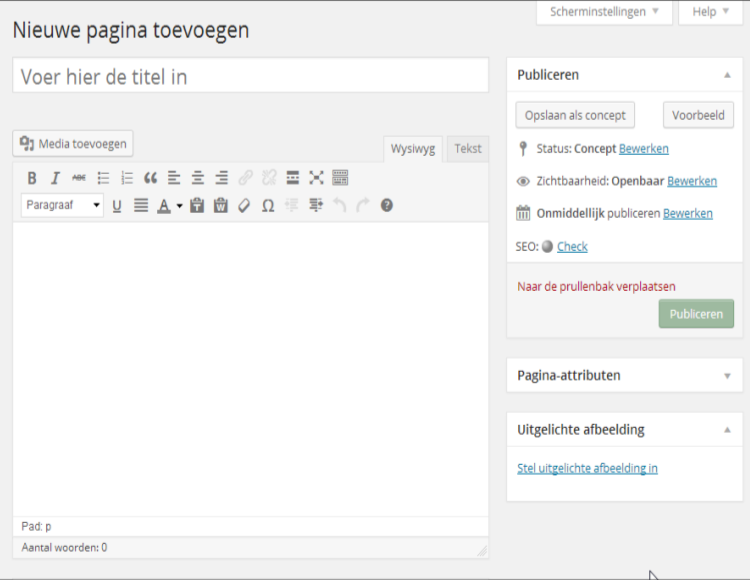 Scherminstellingen Help
Nieuwe pagina toevoegen
Voer hier de titel in
Media toevoegen
Wysiwyg Tekst
B I ABC
Paragraaf U A T W Ω ?
Pad: p
Aantal woorden: 0
Publiceren
Opslaan als concept Voorbeeld
Status: Concept Bewerken
Zichtbaarheid: Openbaar Bewerken
Onmiddellijk publiceren Bewerken
SEO: Check
Naar de prullenbak verplaatsen
Publiceren
Pagina-attributen
Uitgelichte afbeelding
Stel uitgelichte afbeelding in